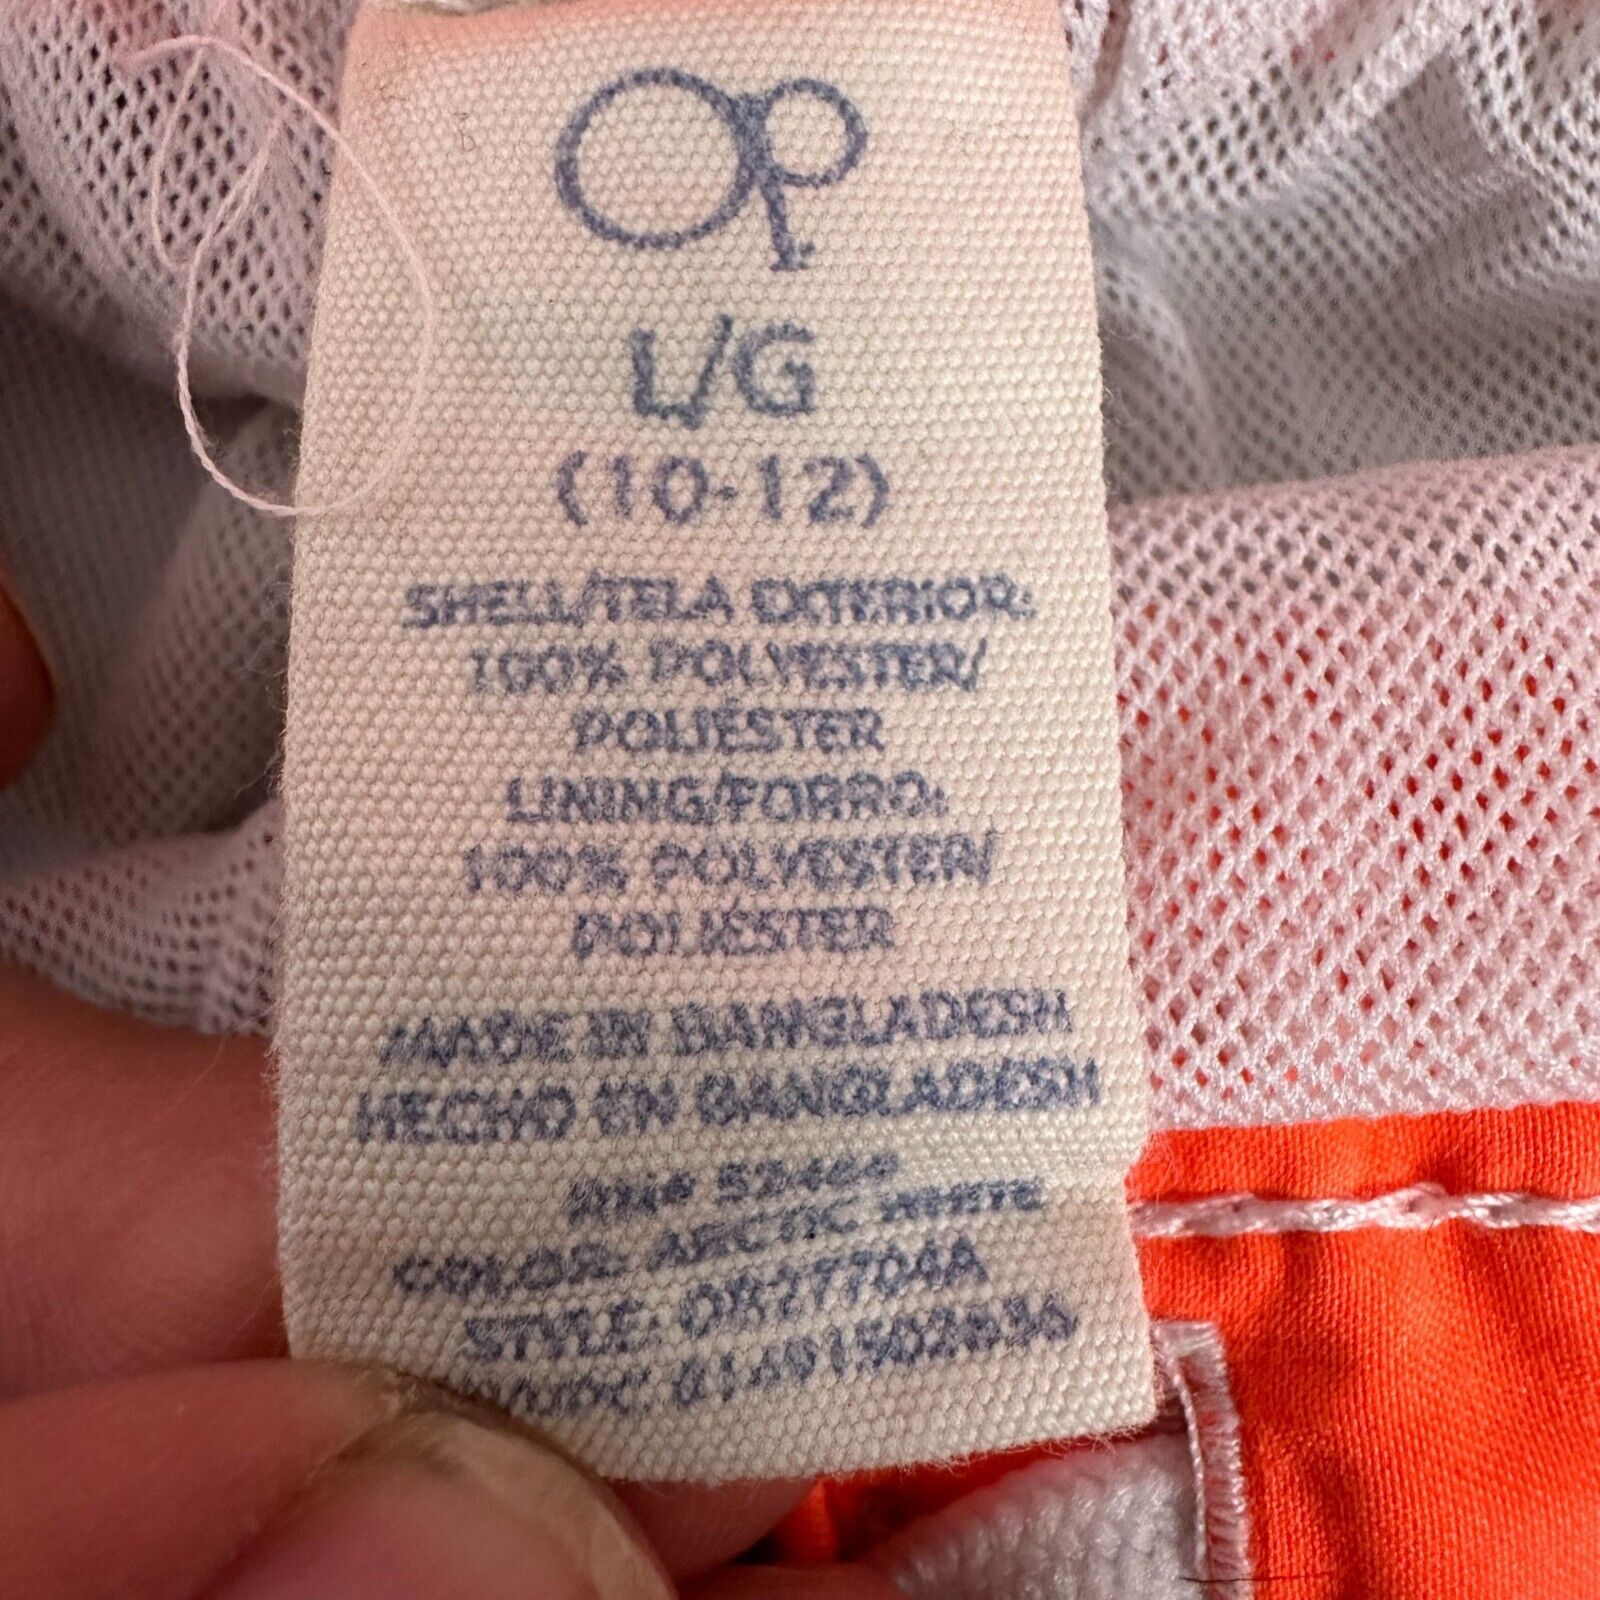 Op
L/G
(10-12)
SHELL/TELA EXTERIOR:
100% POLYESTER/
POLIÉSTER
LINING/FORRO:
100% POLYESTER/
POLIÉSTER
MADE IN BANGLADESH
HECHO EN BANGLADESH
COLOR: ARCTIC WHITE
STYLE: